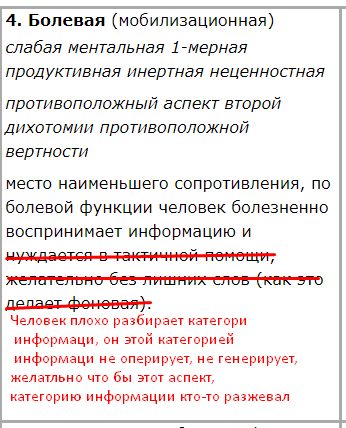 4. Болевая (мобилизационная)
слабая ментальная 1-мерная
продуктивная инертная неценностная
противоположный аспект второй
дихотомии противоположной
вертности
место наименьшего сопротивления, по
болевой функции человек болезненно
воспринимает информацию и
нуждается в тактичной помощи,
желательно без лишних слов (как это
делает фоновая).
Человек плохо разбирает категори
информаци, он этой категорией
информаци не оперирует, не генерирует,
желатльно что бы этот аспект,
категорию информации кто-то разжевал